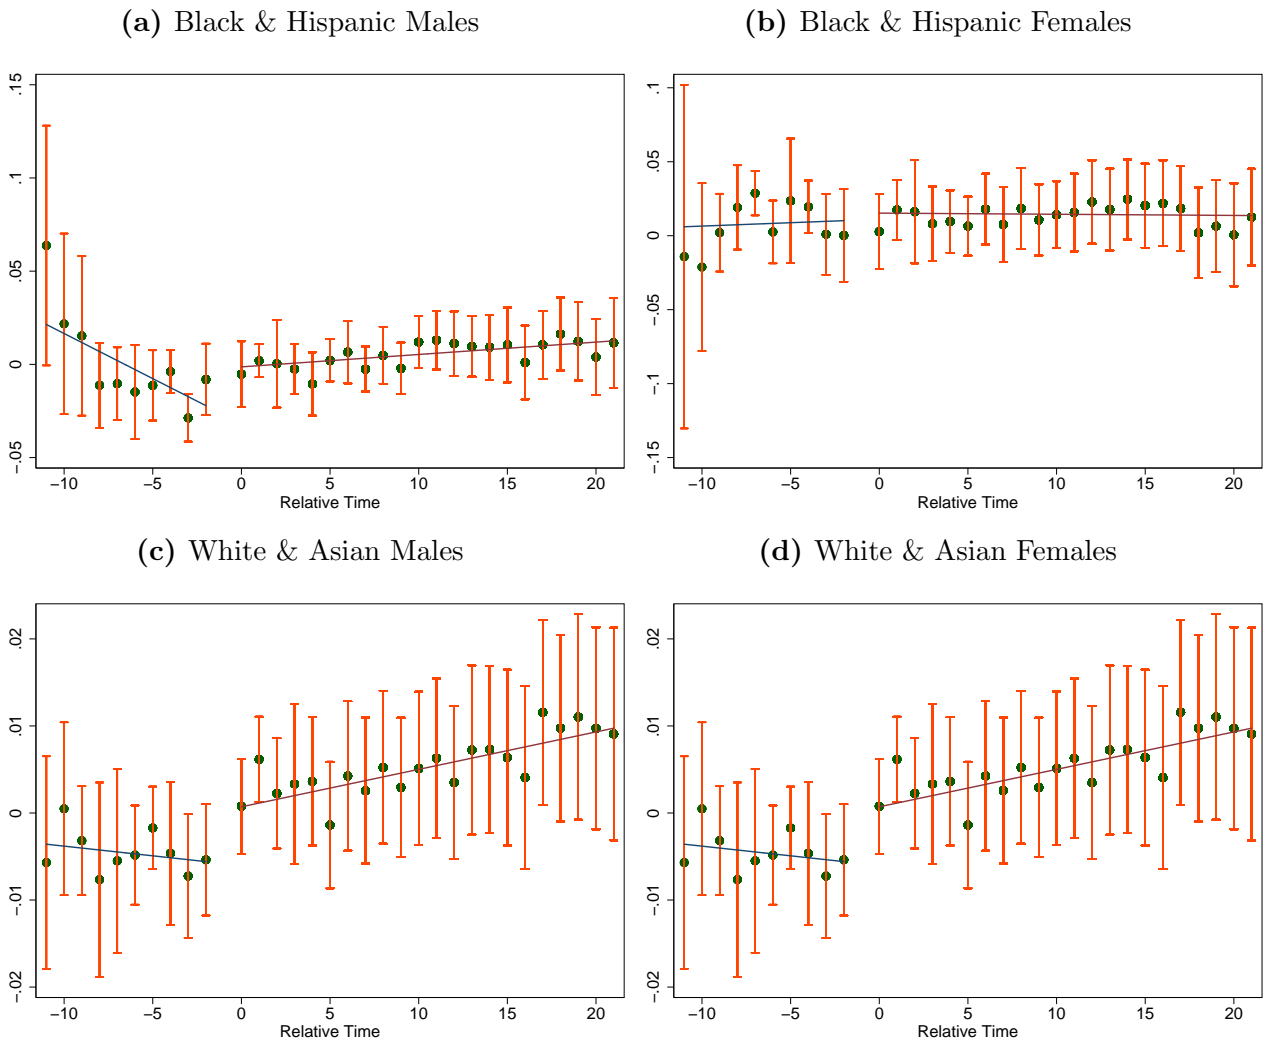 (a) Black & Hispanic Males
(b) Black & Hispanic Females
.15
.1
.05
0
-.05
−10 −5 0 5 10 15 20
Relative Time
.1
.05
0
-.05
-.1
-.15
−10 −5 0 5 10 15 20
Relative Time
(c) White & Asian Males
(d) White & Asian Females
.02
.01
0
-.01
-.02
−10 −5 0 5 10 15 20
Relative Time
.02
.01
0
-.01
-.02
−10 −5 0 5 10 15 20
Relative Time